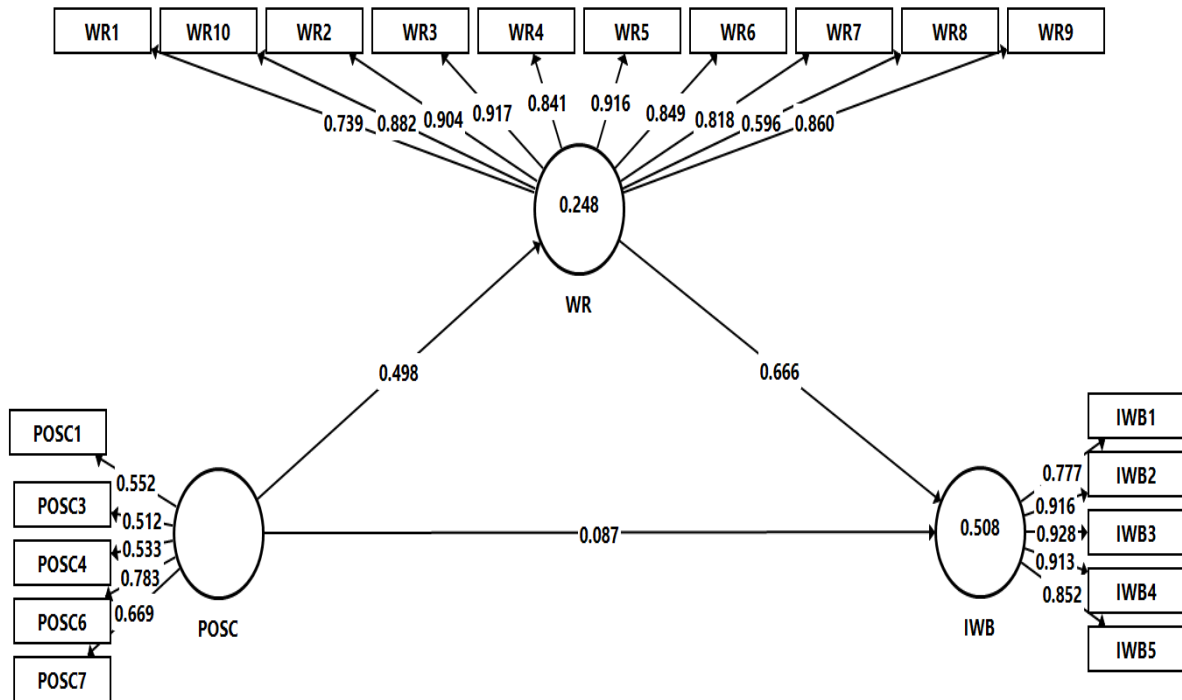 WR1 WR10 WR2 WR3 WR4 WR5 WR6 WR7 WR8 WR9
0.739 0.882 0.904 0.917 0.841 0.916 0.849 0.818 0.596 0.860
0.248
WR
0.498 0.666
POSC1
POSC3
POSC4
POSC6
POSC7
0.552
0.512
0.533
0.783
0.669
POSC
0.087
0.508
IWB
0.777
0.916
0.928
0.913
0.852
IWB1
IWB2
IWB3
IWB4
IWB5